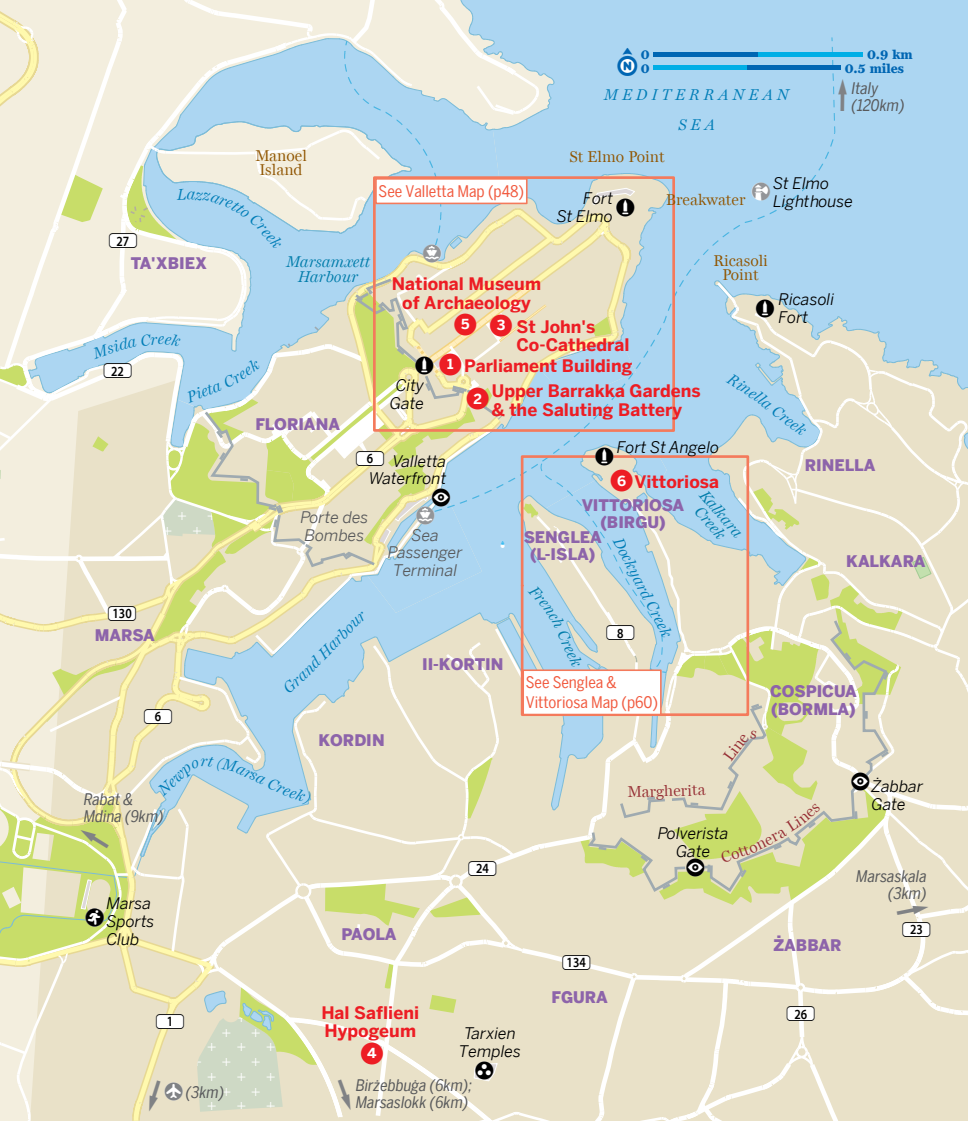 0
0.9 km
N
0
0.5 miles
MEDITERRANEAN
SEA
Italy
(120km)
Manoel
Island
St Elmo Point
See Valletta Map (p48)
Fort
St Elmo
Breakwater
St Elmo
Lighthouse
Lazzaretto Creek
27
TA'XBIEX
Marsamxett
Harbour
Ricasoli
Point
Ricasoli
Fort
National Museum
of Archaeology
5
3
St John's
Co-Cathedral
1
Parliament Building
City
Gate
2
Upper Barrakka Gardens
& the Saluting Battery
Msida Creek
22
Pieta Creek
Rinella Creek
FLORIANA
6
Valletta
Waterfront
Fort St Angelo
6
Vittoriosa
RINELLA
VITTORIOSA
(BIRGU)
Kalkara
Creek
Porte des
Bombes
Sea
Passenger
Terminal
SENGLEA
(L-ISLA)
Dockyard Creek
KALKARA
French Creek
130
MARSA
8
Grand Harbour
II-KORTIN
See Senglea &
Vittoriosa Map (p60)
COSPICUA
(BORMLA)
6
KORDIN
Lines
Newport (Marsa Creek)
Margherita
Żabbar
Gate
Rabat &
Mdina (9km)
Polverista
Gate
Cottonera Lines
24
Marsaskala
(3km)
Marsa
Sports
Club
PAOLA
23
ŻABBAR
134
FGURA
26
1
Hal Saflieni
Hypogeum
4
Tarxien
Temples
(3km)
Birżebbuġa (6km);
Marsaslokk (6km)